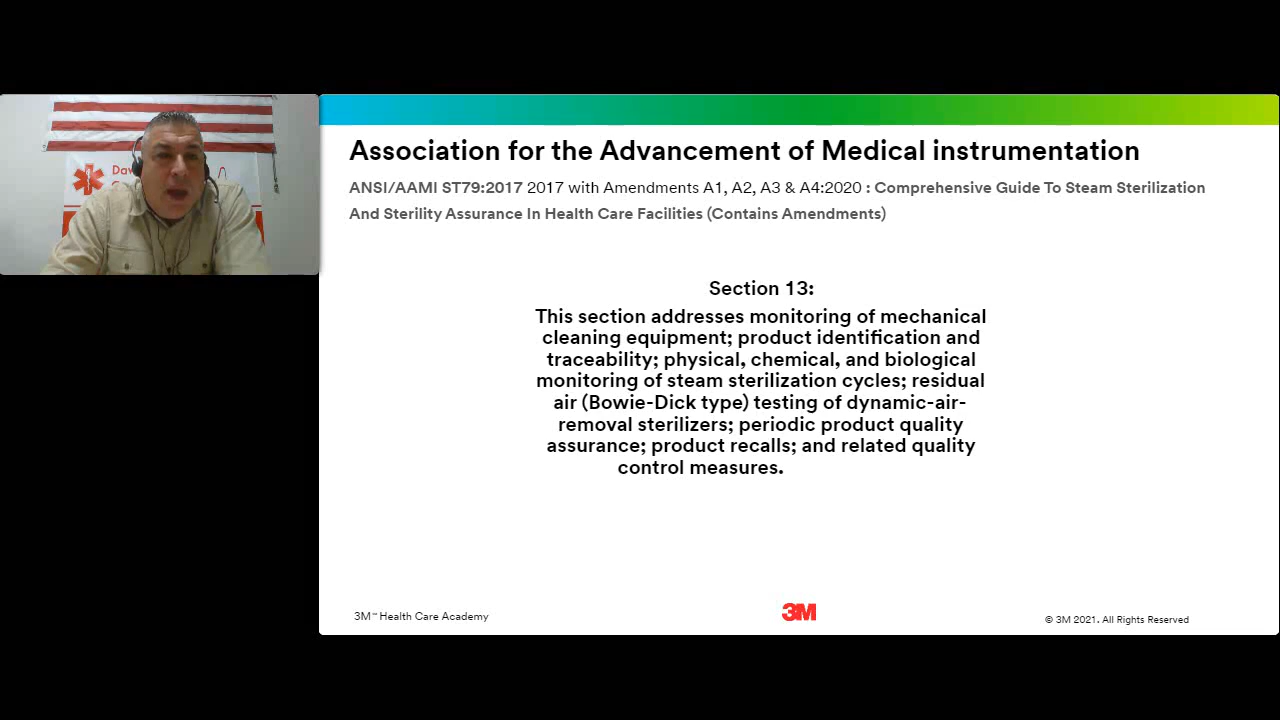 Association for the Advancement of Medical instrumentation
ANSI/AAMI ST79:2017 2017 with Amendments A1, A2, A3 & A4:2020 : Comprehensive Guide To Steam Sterilization
And Sterility Assurance In Health Care Facilities (Contains Amendments)
Section 13:
This section addresses monitoring of mechanical
cleaning equipment; product identification and
traceability; physical, chemical, and biological
monitoring of steam sterilization cycles; residual
air (Bowie-Dick type) testing of dynamic-air-
removal sterilizers; periodic product quality
assurance; product recalls; and related quality
control measures.
3M™ Health Care Academy
3M
© 3M 2021. All Rights Reserved